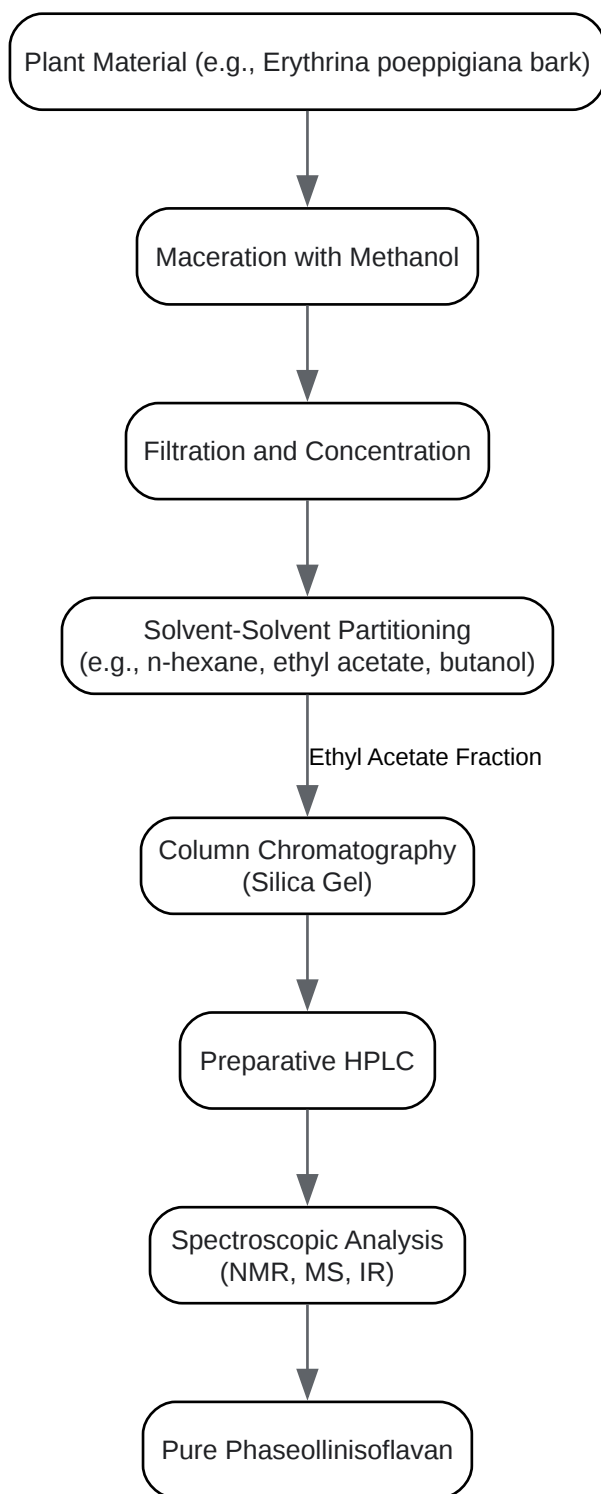 Plant Material (e.g., Erythrina poeppigiana bark)
Maceration with Methanol
Filtration and Concentration
Solvent-Solvent Partitioning
(e.g., n-hexane, ethyl acetate, butanol)
Ethyl Acetate Fraction
Column Chromatography
(Silica Gel)
Preparative HPLC
Spectroscopic Analysis
(NMR, MS, IR)
Pure Phaseollinisoflavan